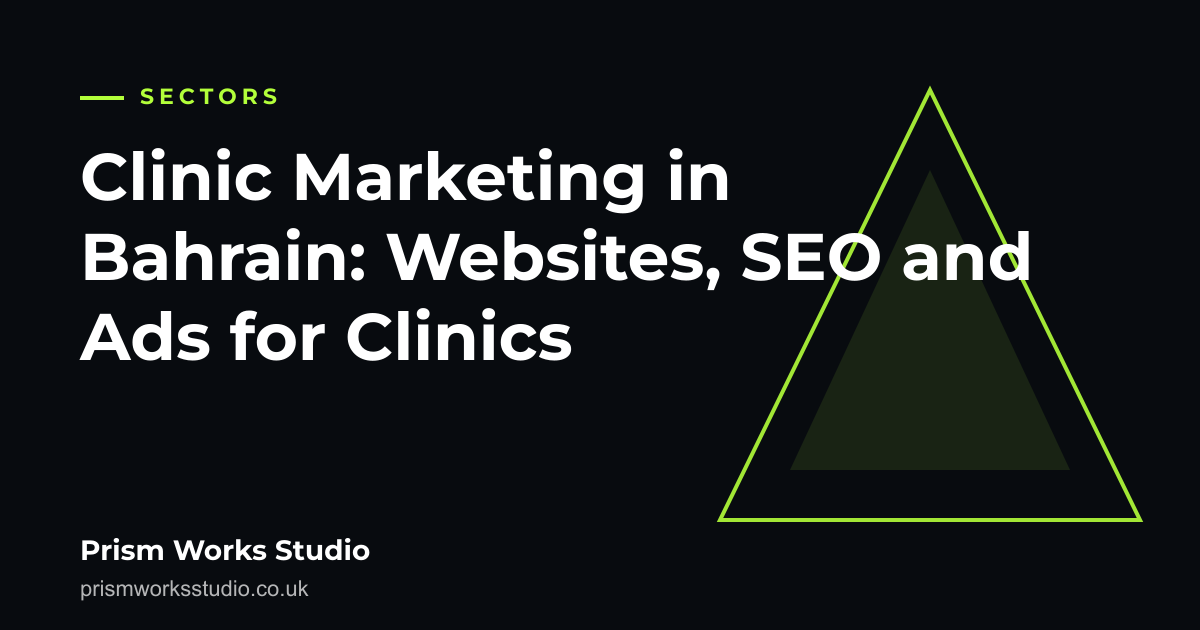 SECTORS
Clinic Marketing in
Bahrain: Websites, SEO and
Ads for Clinics
Prism Works Studio
prismworksstudio.co.uk